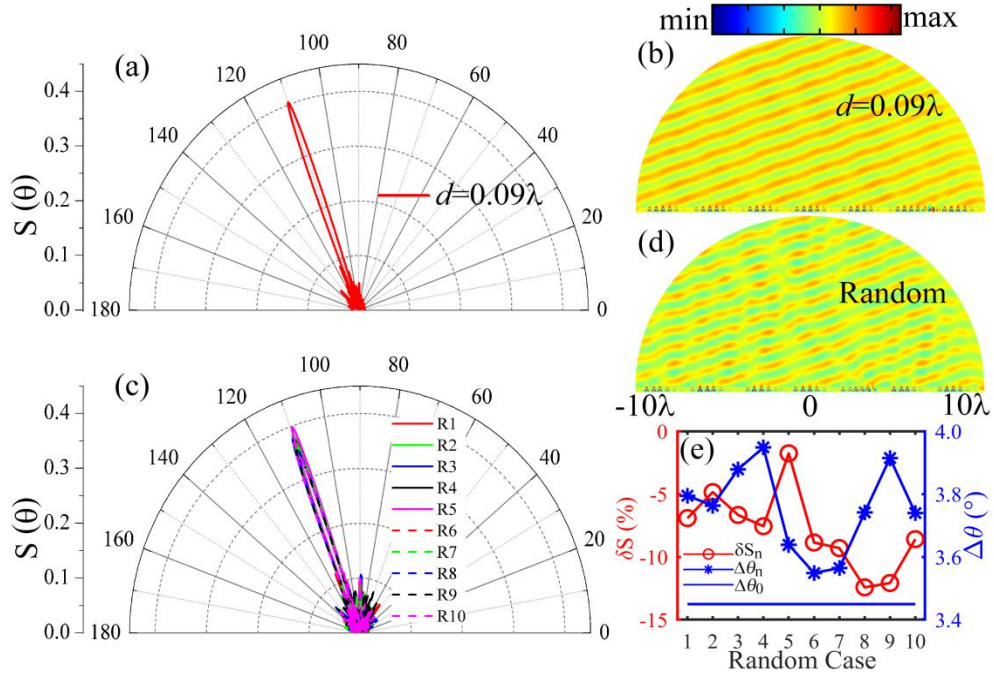 min
max
(a)
100
80
120
60
140
40
160
20
180
0
0.4
0.3
0.2
0.1
0.0
S (θ)
d=0.09λ
(b)
d=0.09λ
(c)
100
80
120
60
140
40
160
20
180
0
0.4
0.3
0.2
0.1
0.0
S (θ)
R1
R2
R3
R4
R5
R6
R7
R8
R9
R10
(d)
Random
-10λ
0
10λ
(e)
0
-5
-10
-15
δS (%)
4.0
3.8
3.6
3.4
Δθ (°)
δSn
Δθn
Δθ0
1 2 3 4 5 6 7 8 9 10
Random Case